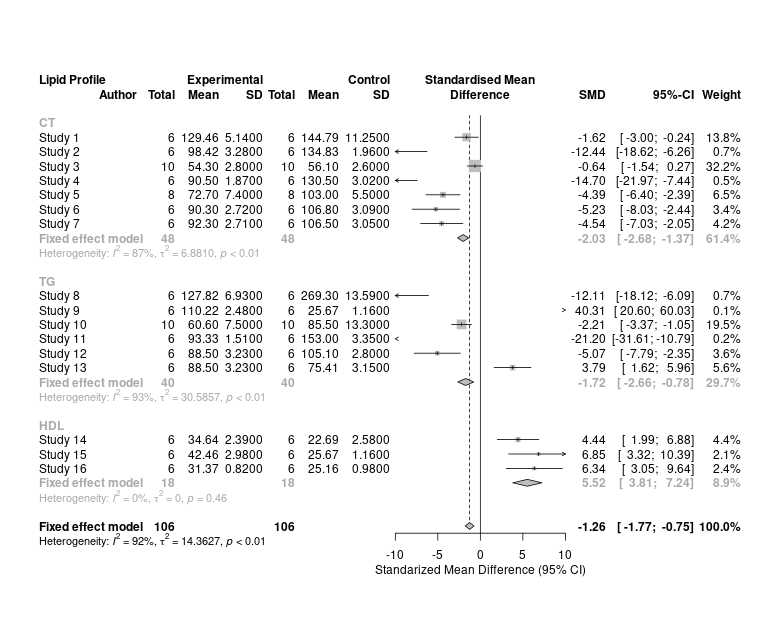 Lipid Profile Experimental Control Standardised Mean
Author Total Mean SD Total Mean SD Difference SMD 95%-CI Weight
CT
Study 1 6 129.46 5.1400 6 144.79 11.2500 -1.62 [ -3.00; -0.24] 13.8%
Study 2 6 98.42 3.2800 6 134.83 1.9600 -12.44 [-18.62; -6.26] 0.7%
Study 3 10 54.30 2.8000 10 56.10 2.6000 -0.64 [ -1.54; 0.27] 32.2%
Study 4 6 90.50 1.8700 6 130.50 3.0200 -14.70 [-21.97; -7.44] 0.5%
Study 5 8 72.70 7.4000 8 103.00 5.5000 -4.39 [ -6.40; -2.39] 6.5%
Study 6 6 90.30 2.7200 6 106.80 3.0900 -5.23 [ -8.03; -2.44] 3.4%
Study 7 6 92.30 2.7100 6 106.50 3.0500 -4.54 [ -7.03; -2.05] 4.2%
Fixed effect model 48 48 -2.03 [ -2.68; -1.37] 61.4%
Heterogeneity: I² = 87%, τ² = 6.8810, p < 0.01
TG
Study 8 6 127.82 6.9300 6 269.30 13.5900 -12.11 [-18.12; -6.09] 0.7%
Study 9 6 110.22 2.4800 6 25.67 1.1600 40.31 [ 20.60; 60.03] 0.1%
Study 10 10 60.60 7.5000 10 85.50 13.3000 -2.21 [ -3.37; -1.05] 19.5%
Study 11 6 93.33 1.5100 6 153.00 3.3500 -21.20 [-31.61; -10.79] 0.2%
Study 12 6 88.50 3.2300 6 105.10 2.8000 -5.07 [ -7.79; -2.35] 3.6%
Study 13 6 88.50 3.2300 6 75.41 3.1500 3.79 [ 1.62; 5.96] 5.6%
Fixed effect model 40 40 -1.72 [ -2.66; -0.78] 29.7%
Heterogeneity: I² = 93%, τ² = 30.5857, p < 0.01
HDL
Study 14 6 34.64 2.3900 6 22.69 2.5800 4.44 [ 1.99; 6.88] 4.4%
Study 15 6 42.46 2.9800 6 25.67 1.1600 6.85 [ 3.32; 10.39] 2.1%
Study 16 6 31.37 0.8200 6 25.16 0.9800 6.34 [ 3.05; 9.64] 2.4%
Fixed effect model 18 18 5.52 [ 3.81; 7.24] 8.9%
Heterogeneity: I² = 0%, τ² = 0, p = 0.46
Fixed effect model 106 106 -1.26 [ -1.77; -0.75] 100.0%
Heterogeneity: I² = 92%, τ² = 14.3627, p < 0.01
-10 -5 0 5 10
Standarized Mean Difference (95% CI)